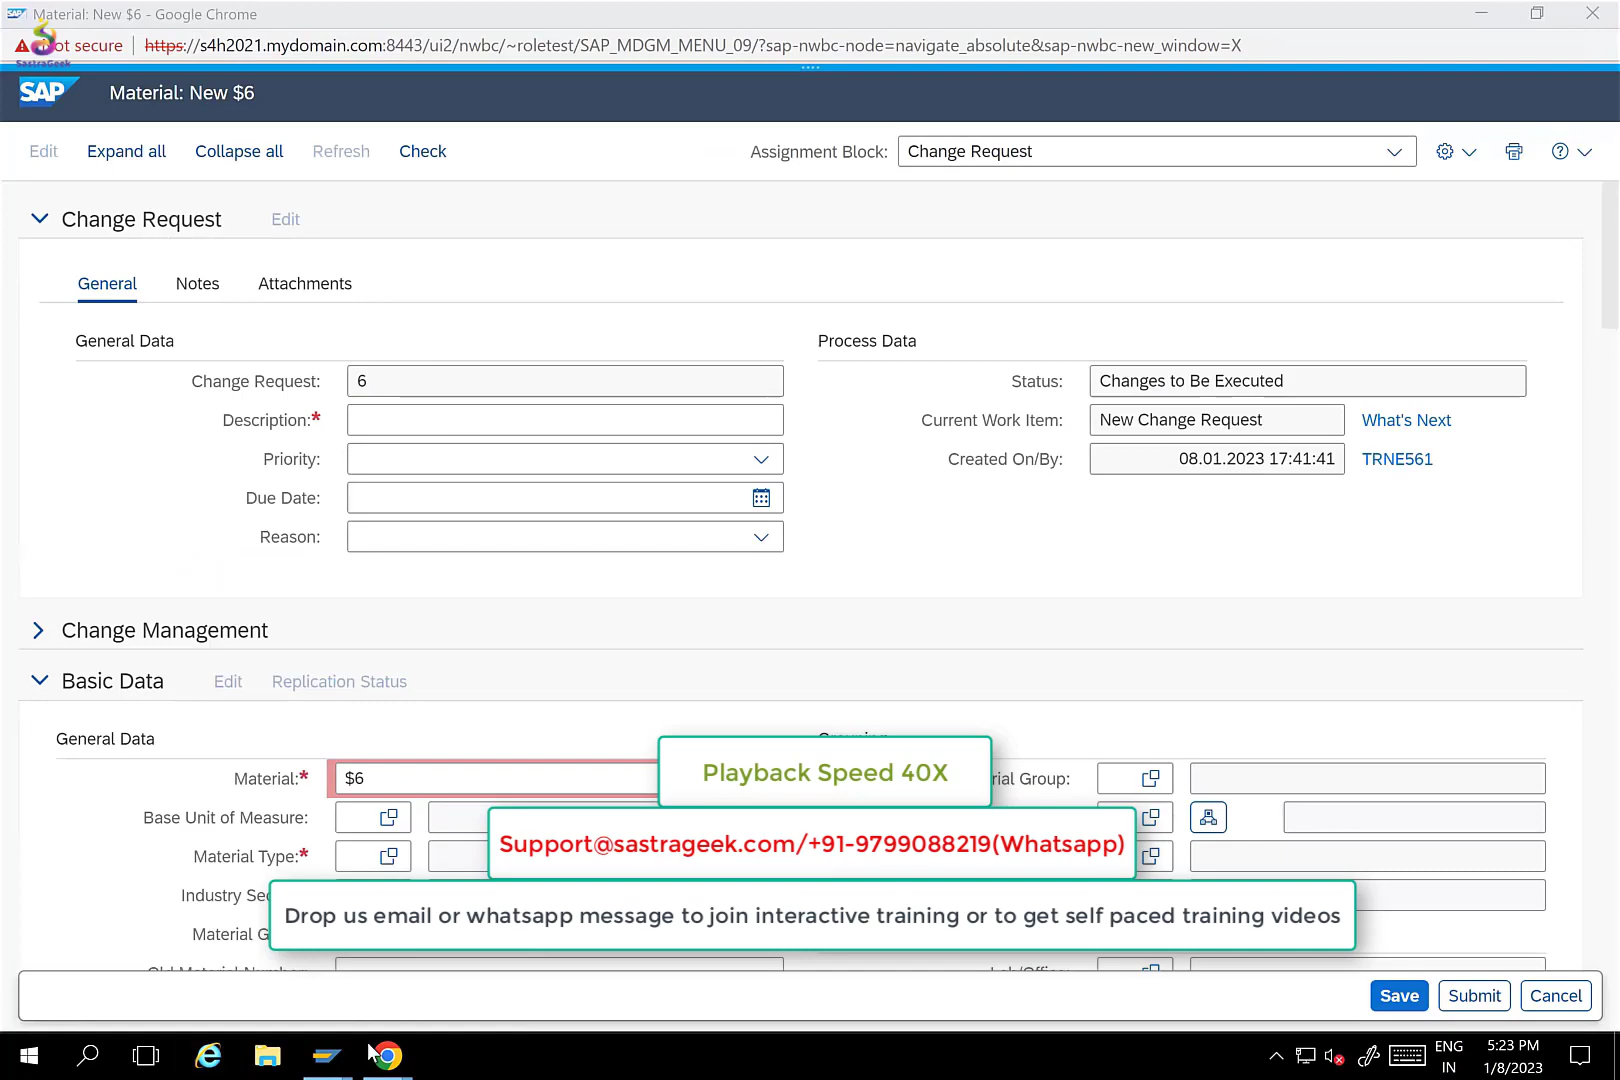 SAP Material: New $6 - Google Chrome
Not secure https://s4h2021.mydomain.com:8443/ui2/nwbc/~roletest/SAP_MDGM_MENU_09/?sap-nwbc-node=navigate_absolute&sap-nwbc-new_window=X
SastraGeek
SAP Material: New $6
Edit Expand all Collapse all Refresh Check Assignment Block: Change Request
Change Request Edit
General Notes Attachments
General Data Process Data
Change Request: 6 Status: Changes to Be Executed
Description:* Current Work Item: New Change Request What's Next
Priority: Created On/By: 08.01.2023 17:41:41 TRNE561
Due Date:
Reason:
Change Management
Basic Data Edit Replication Status
General Data
Material:* $6 rial Group:
Playback Speed 40X
Base Unit of Measure:
Support@sastrageek.com/+91-9799088219(Whatsapp)
Material Type:*
Industry Sec
Drop us email or whatsapp message to join interactive training or to get self paced training videos
Material G
Save Submit Cancel
ENG 5:23 PM
IN 1/8/2023